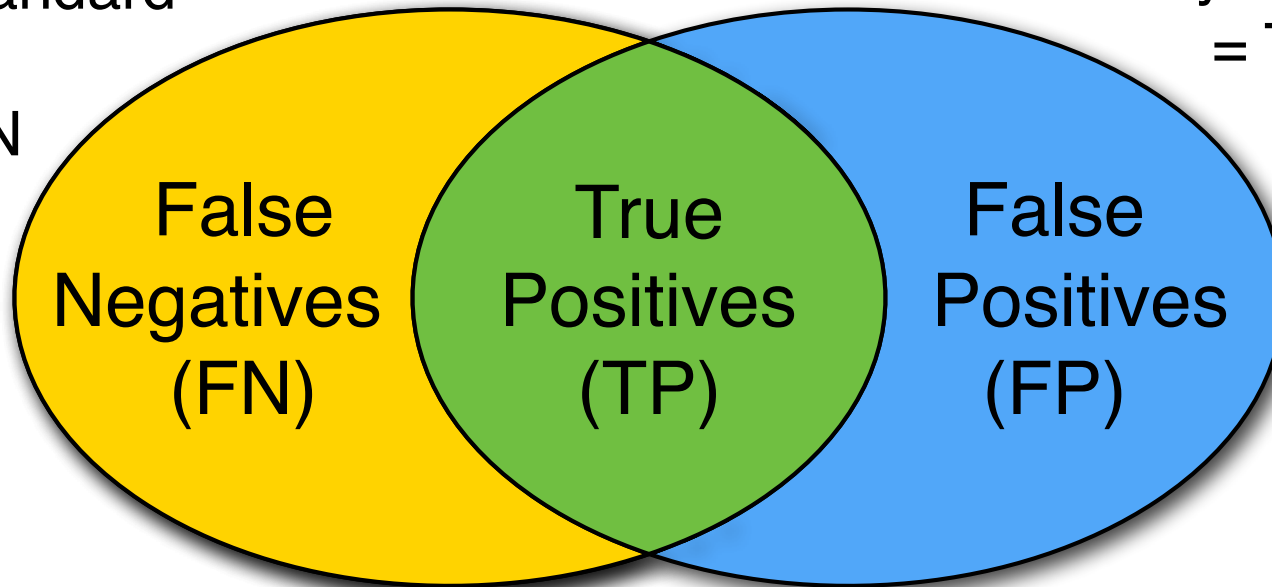 = 
N
False
Negatives
(FN)
True
Positives
(TP)
False
Positives
(FP)